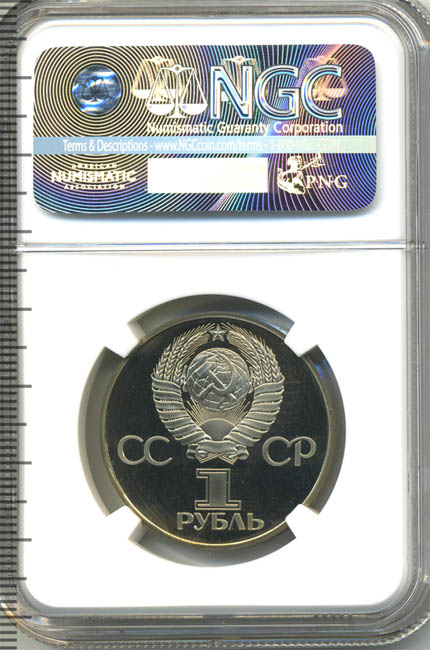 NGC
Numismatic Guaranty Corporation
Terms & Descriptions - www.NGCcoin.com/terms • 1-800-NGC-COIN
AMERICAN
NUMISMATIC
ASSOCIATION
PNG
СС СР
1
РУБЛЬ